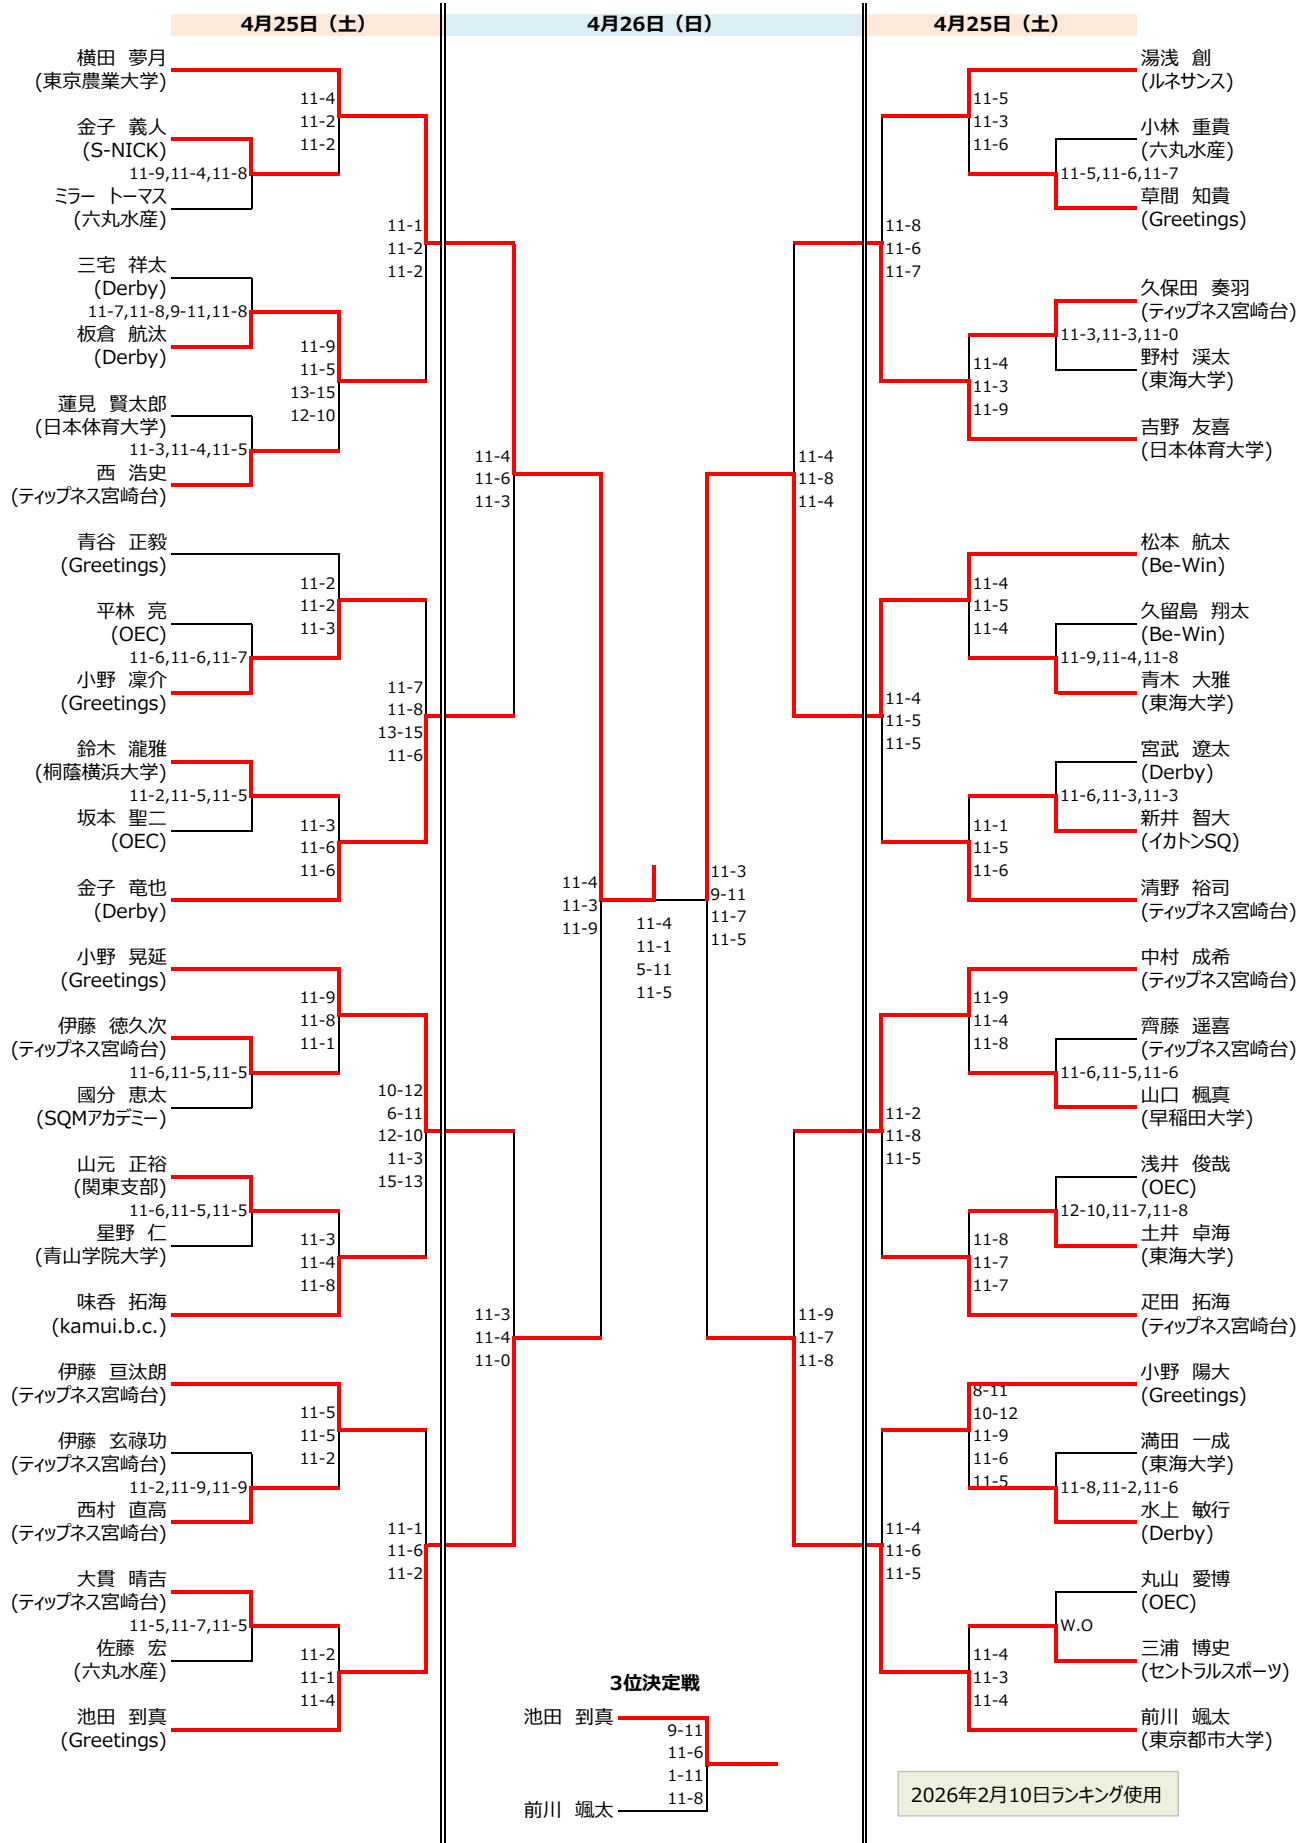 4月25日（土）
4月26日（日）
4月25日（土）
横田　夢月
(東京農業大学)
11-4
11-2
11-2
金子　義人
(S-NICK)
11-9,11-4,11-8
ミラー　トーマス
(六丸水産)
11-1
11-2
11-2
三宅　祥太
(Derby)
11-7,11-8,9-11,11-8
板倉　航汰
(Derby)
11-9
11-5
13-15
12-10
蓮見　賢太郎
(日本体育大学)
11-3,11-4,11-5
西　浩史
(ティップネス宮崎台)
11-4
11-6
11-3
青谷　正毅
(Greetings)
11-2
11-2
11-3
平林　亮
(OEC)
11-6,11-6,11-7
小野　凜介
(Greetings)
11-7
11-8
13-15
11-6
鈴木　瀧雅
(桐蔭横浜大学)
11-2,11-5,11-5
坂本　聖二
(OEC)
11-3
11-6
11-6
金子　竜也
(Derby)
11-4
11-3
11-9
小野　晃延
(Greetings)
11-9
11-8
11-1
伊藤　徳久次
(ティップネス宮崎台)
11-6,11-5,11-5
國分　恵太
(SQMアカデミー)
10-12
6-11
12-10
11-3
15-13
山元　正裕
(関東支部)
11-6,11-5,11-5
星野　仁
(青山学院大学)
11-3
11-4
11-8
味呑　拓海
(kamui.b.c.)
11-3
11-4
11-0
伊藤　亘汰朗
(ティップネス宮崎台)
11-5
11-5
11-2
伊藤　玄祿功
(ティップネス宮崎台)
11-2,11-9,11-9
西村　直高
(ティップネス宮崎台)
11-1
11-6
11-2
大貫　晴吉
(ティップネス宮崎台)
11-5,11-7,11-5
佐藤　宏
(六丸水産)
11-2
11-1
11-4
池田　到真
(Greetings)
11-4
11-1
5-11
11-5
3位決定戦
池田　到真
9-11
11-6
1-11
11-8
前川　颯太
湯浅　創
(ルネサンス)
11-5
11-3
11-6
小林　重貴
(六丸水産)
11-5,11-6,11-7
草間　知貴
(Greetings)
11-8
11-6
11-7
久保田　奏羽
(ティップネス宮崎台)
11-3,11-3,11-0
野村　渓太
(東海大学)
11-4
11-3
11-9
吉野　友喜
(日本体育大学)
11-4
11-8
11-4
松本　航太
(Be-Win)
11-4
11-5
11-4
久留島　翔太
(Be-Win)
11-9,11-4,11-8
青木　大雅
(東海大学)
11-4
11-5
11-5
宮武　遼太
(Derby)
11-6,11-3,11-3
新井　智大
(イカトンSQ)
11-1
11-5
11-6
清野　裕司
(ティップネス宮崎台)
11-3
9-11
11-7
11-5
中村　成希
(ティップネス宮崎台)
11-9
11-4
11-8
齊藤　遥喜
(ティップネス宮崎台)
11-6,11-5,11-6
山口　楓真
(早稲田大学)
11-2
11-8
11-5
浅井　俊哉
(OEC)
12-10,11-7,11-8
土井　卓海
(東海大学)
11-8
11-7
11-7
疋田　拓海
(ティップネス宮崎台)
11-9
11-7
11-8
小野　陽大
(Greetings)
8-11
10-12
11-9
11-6
11-5
満田　一成
(東海大学)
11-8,11-2,11-6
水上　敏行
(Derby)
11-4
11-6
11-5
丸山　愛博
(OEC)
W.O
三浦　博史
(セントラルスポーツ)
11-4
11-3
11-4
前川　颯太
(東京都市大学)
2026年2月10日ランキング使用